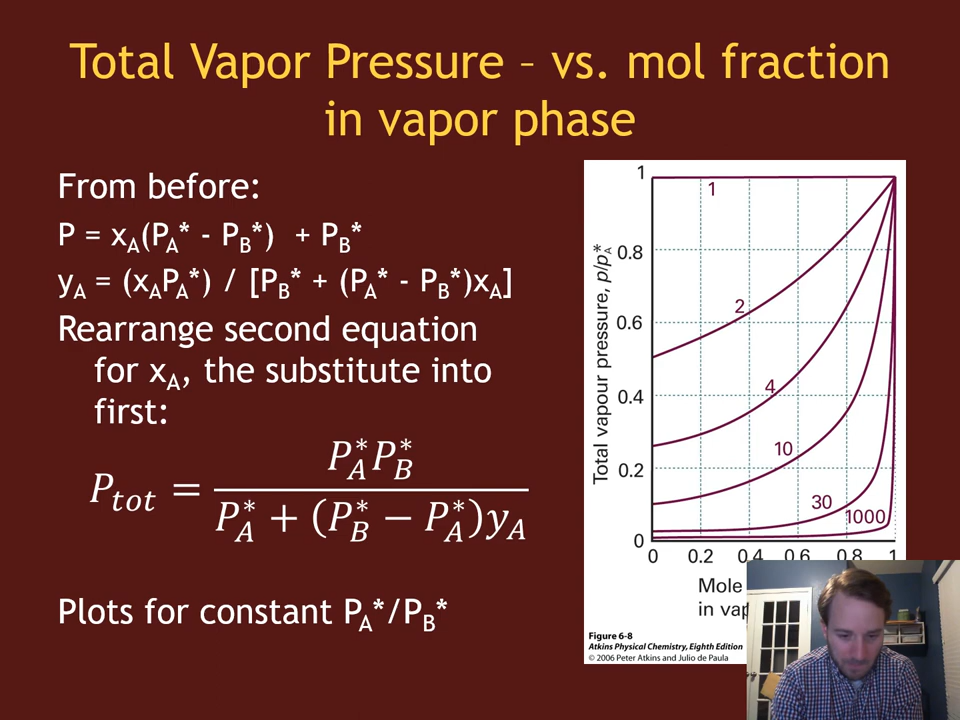 Total Vapor Pressure – vs. mol fraction
in vapor phase
From before:
P = xA(PA* - PB*) + PB*
yA = (xAPA*) / [PB* + (PA* - PB*)xA]
Rearrange second equation
for xA, the substitute into
first:
Ptot = PA*PB* / PA* + (PB* − PA*)yA
Plots for constant PA*/PB*
Total vapour pressure, p/pA*
1
0.8
0.6
0.4
0.2
0
1
2
4
10
30
1000
0 0.2 0.4 0.6 0.8 1
Mole
in vap
Figure 6-8
Atkins Physical Chemistry, Eighth Edition
© 2006 Peter Atkins and Julio de Paula